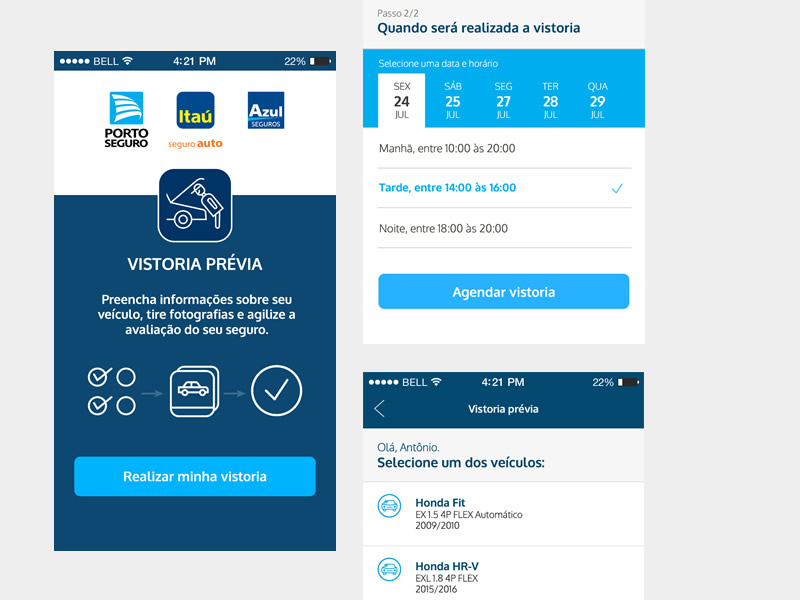 BELL 4:21 PM 22%
PORTO
SEGURO
Itaú
seguro auto
Azul
SEGUROS
VISTORIA PRÉVIA
Preencha informações sobre seu
veículo, tire fotografias e agilize a
avaliação do seu seguro.
Realizar minha vistoria
Passo 2/2
Quando será realizada a vistoria
Selecione uma data e horário
SEX SÁB SEG TER QUA
24 25 27 28 29
JUL JUL JUL JUL JUL
Manhã, entre 10:00 às 20:00
Tarde, entre 14:00 às 16:00
Noite, entre 18:00 às 20:00
Agendar vistoria
BELL 4:21 PM 22%
Vistoria prévia
Olá, Antônio.
Selecione um dos veículos:
Honda Fit
EX 1.5 4P FLEX Automático
2009/2010
Honda HR-V
EXL 1.8 4P FLEX
2015/2016